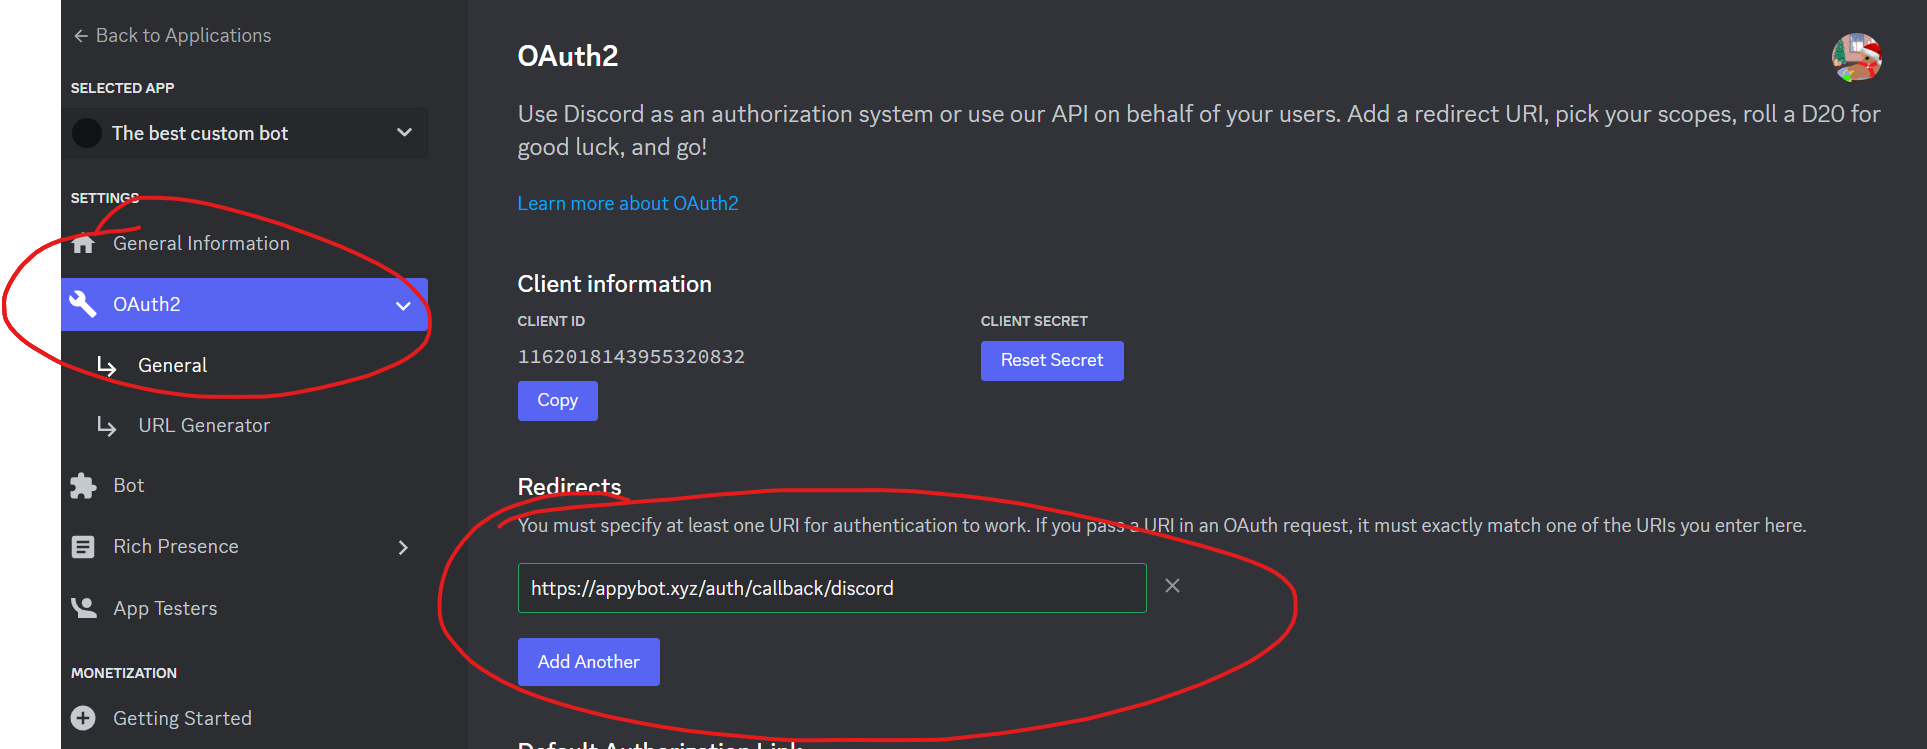 Back to Applications
SELECTED APP
The best custom bot
SETTINGS
General Information
OAuth2
General
URL Generator
Bot
Rich Presence
App Testers
MONETIZATION
Getting Started
OAuth2
Use Discord as an authorization system or use our API on behalf of your users. Add a redirect URI, pick your scopes, roll a D20 for
good luck, and go!
Learn more about OAuth2
Client information
CLIENT ID
1162018143955320832
Copy
CLIENT SECRET
Reset Secret
Redirects
You must specify at least one URI for authentication to work. If you pass a URI in an OAuth request, it must exactly match one of the URIs you enter here.
https://appybot.xyz/auth/callback/discord
Add Another
Default Authorization Link